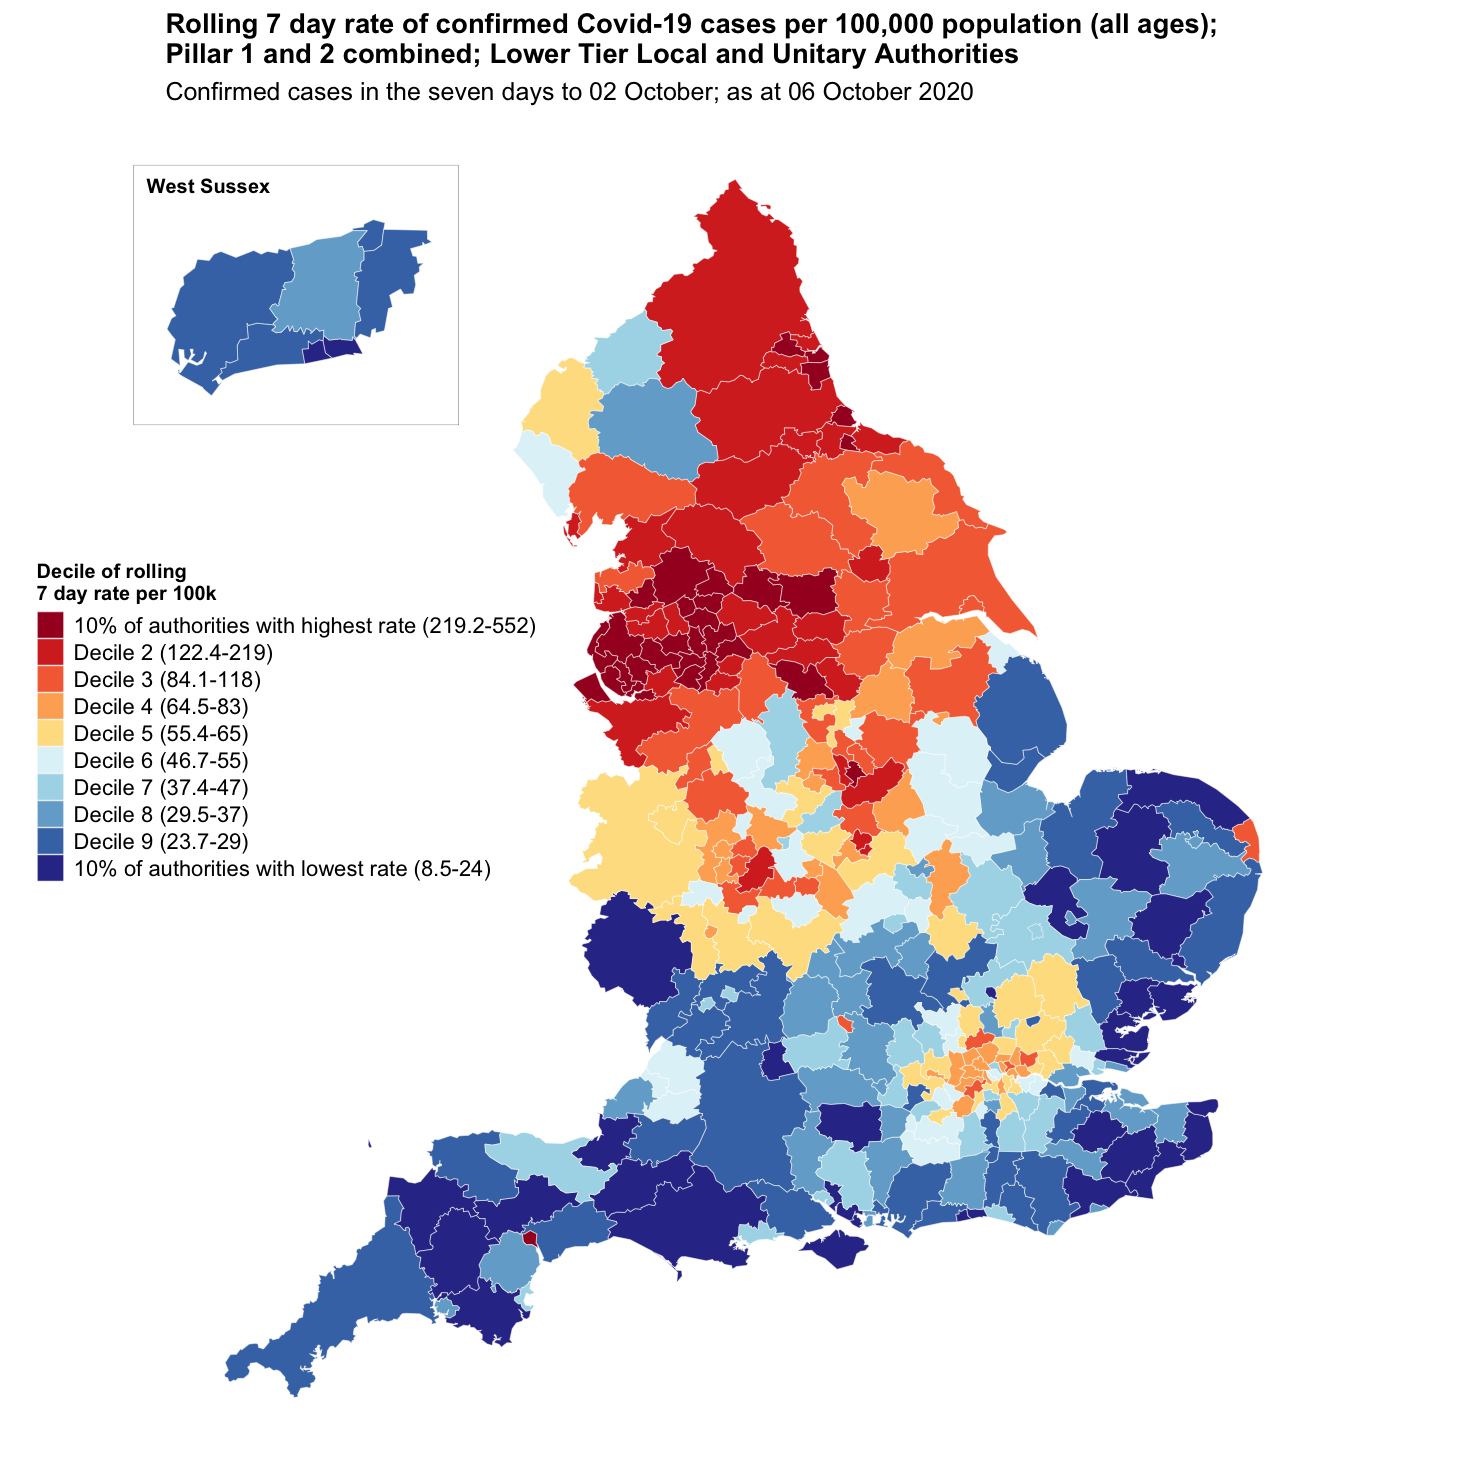 Rolling 7 day rate of confirmed Covid-19 cases per 100,000 population (all ages);
Pillar 1 and 2 combined; Lower Tier Local and Unitary Authorities
Confirmed cases in the seven days to 02 October; as at 06 October 2020
West Sussex
Decile of rolling
7 day rate per 100k
10% of authorities with highest rate (219.2-552)
Decile 2 (122.4-219)
Decile 3 (84.1-118)
Decile 4 (64.5-83)
Decile 5 (55.4-65)
Decile 6 (46.7-55)
Decile 7 (37.4-47)
Decile 8 (29.5-37)
Decile 9 (23.7-29)
10% of authorities with lowest rate (8.5-24)